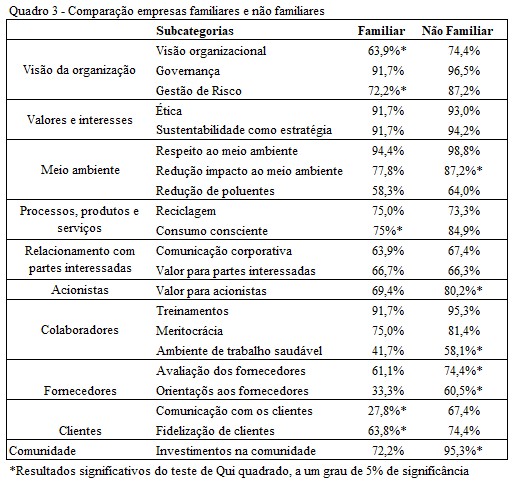 Quadro 3 - Comparação empresas familiares e não familiares
Subcategorias Familiar Não Familiar
Visão da organização
Visão organizacional 63,9%* 74,4%
Governança 91,7% 96,5%
Gestão de Risco 72,2%* 87,2%
Valores e interesses
Ética 91,7% 93,0%
Sustentabilidade como estratégia 91,7% 94,2%
Meio ambiente
Respeito ao meio ambiente 94,4% 98,8%
Redução impacto ao meio ambiente 77,8% 87,2%*
Redução de poluentes 58,3% 64,0%
Processos, produtos e
serviços
Reciclagem 75,0% 73,3%
Consumo consciente 75%* 84,9%
Relacionamento com
partes interessadas
Comunicação corporativa 63,9% 67,4%
Valor para partes interessadas 66,7% 66,3%
Acionistas Valor para acionistas 69,4% 80,2%*
Colaboradores
Treinamentos 91,7% 95,3%
Meritocrácia 75,0% 81,4%
Ambiente de trabalho saudável 41,7% 58,1%*
Fornecedores
Avaliação dos fornecedores 61,1% 74,4%*
Orientaçõs aos fornecedores 33,3% 60,5%*
Clientes
Comunicação com os clientes 27,8%* 67,4%
Fidelização de clientes 63,8%* 74,4%
Comunidade Investimentos na comunidade 72,2% 95,3%*
*Resultados significativos do teste de Qui quadrado, a um grau de 5% de significância